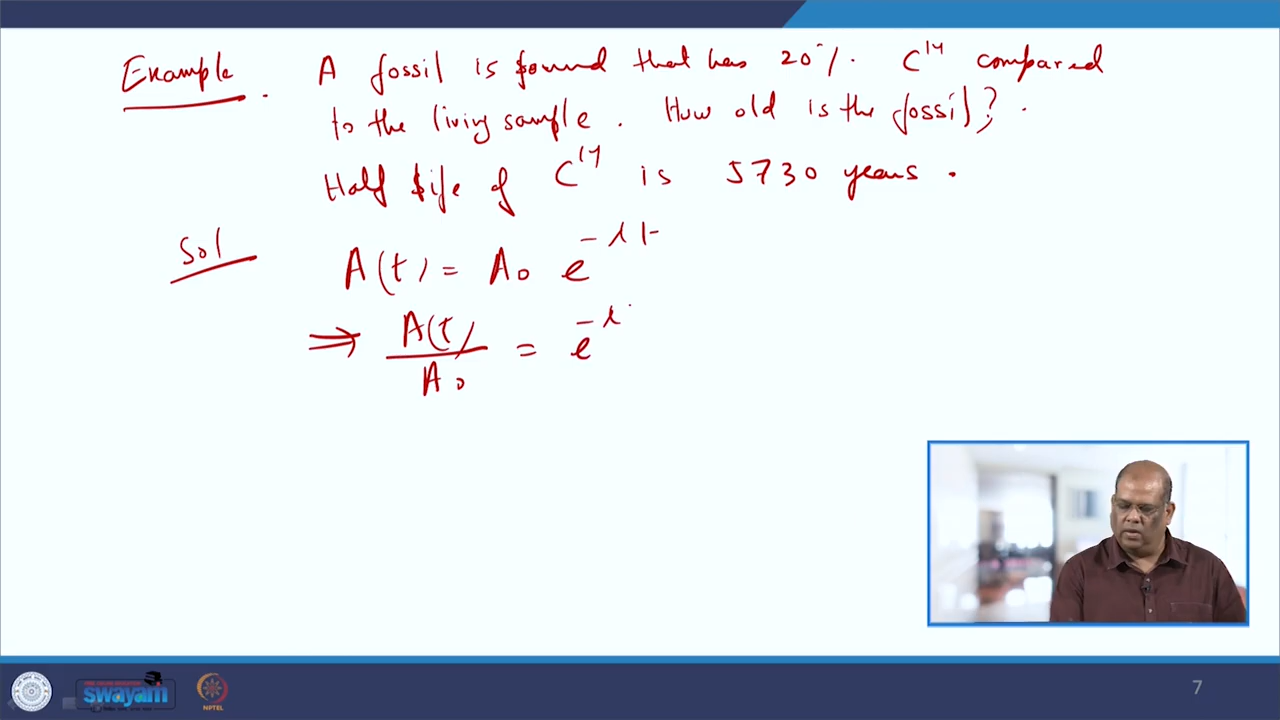 Example. A fossil is found that has 20%. C¹⁴ compared
to the living sample. How old is the fossil?.
Half life of C¹⁴ is 5730 years.
Sol
A(t) = A₀ e^{-λt}
⇒ A(t)/A₀ = e^{-λ
swayam
NPTEL
7